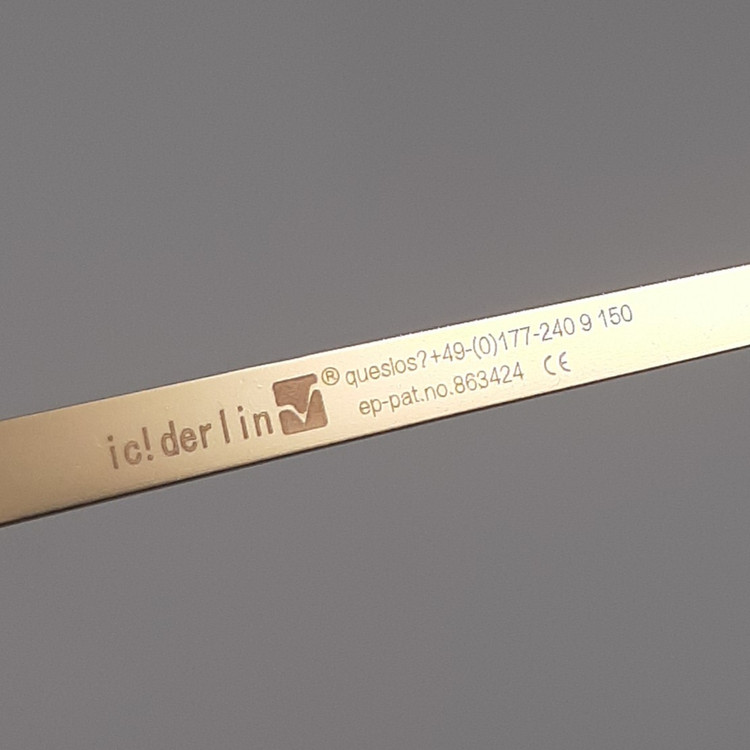 ic! derlin® queslos?+49-(0)177-240 9 150
ep-pat.no.863424 CE